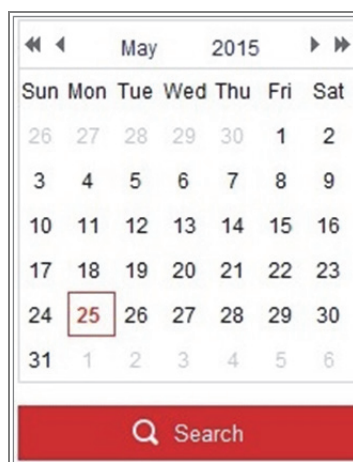 May 2015
Sun Mon Tue Wed Thu Fri Sat
26 27 28 29 30 1 2
3 4 5 6 7 8 9
10 11 12 13 14 15 16
17 18 19 20 21 22 23
24 25 26 27 28 29 30
31 1 2 3 4 5 6
Search